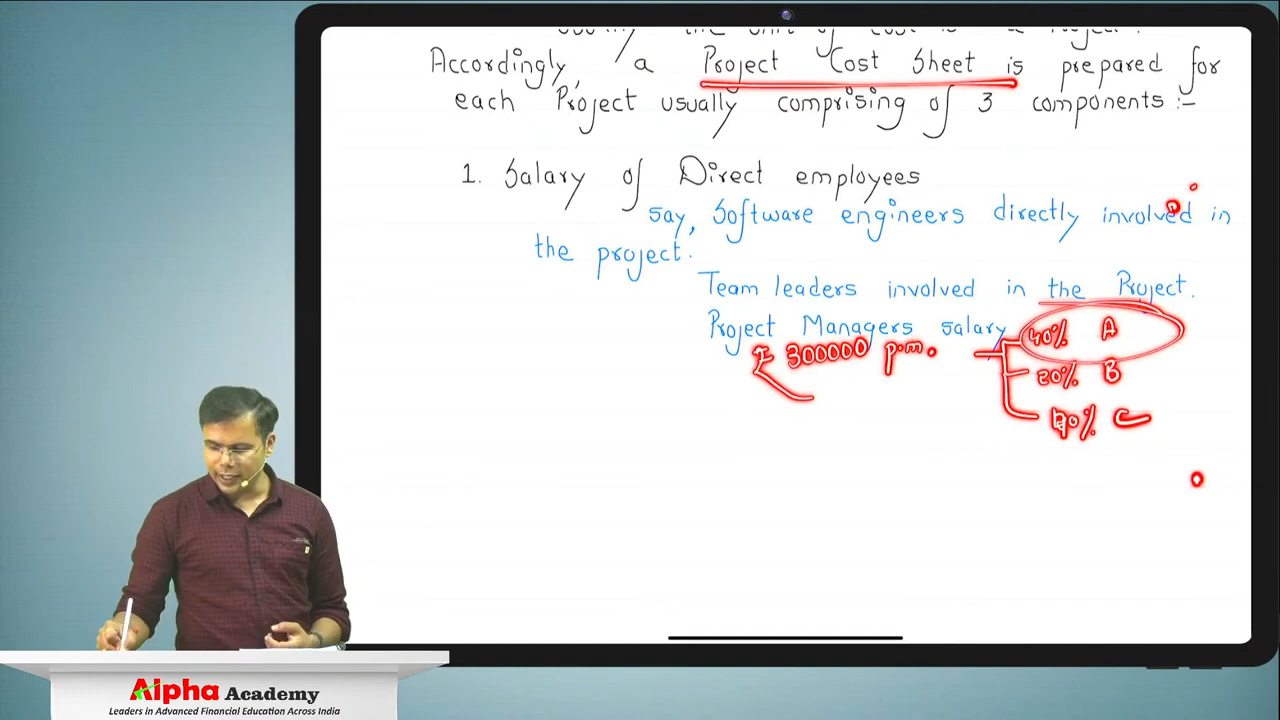 Accordingly, a Project Cost Sheet is prepared for
each Project usually comprising of 3 components :-
1. Salary of Direct employees
say, Software engineers directly involved in
the project.
Team leaders involved in the Project.
Project Managers salary
40% A
₹ 300000 p.m.
20% B
C
Alpha Academy
Leaders in Advanced Financial Education Across India